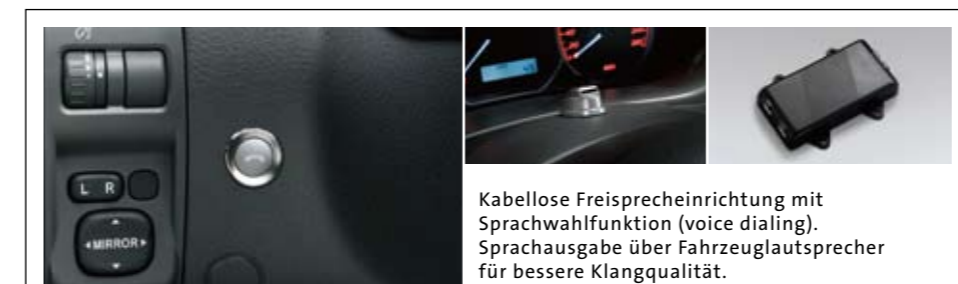 L R
MIRROR
Kabellose Freisprecheinrichtung mit
Sprachwahlfunktion (voice dialing).
Sprachausgabe über Fahrzeuglautsprecher
für bessere Klangqualität.